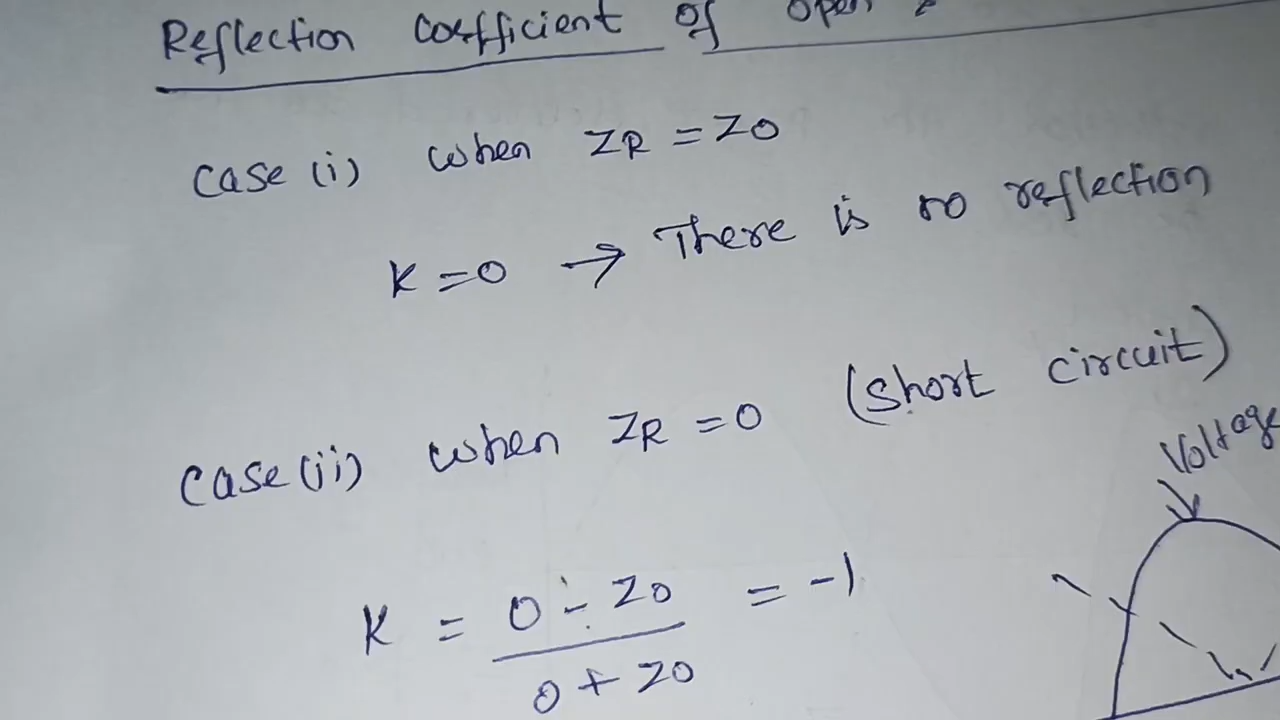 Reflection coefficient of open
case (i) when ZR = Z0
K = 0 → There is no reflection
case (ii) when ZR = 0 (short circuit)
Voltage
K = 0 - Z0 = -1
0 + Z0